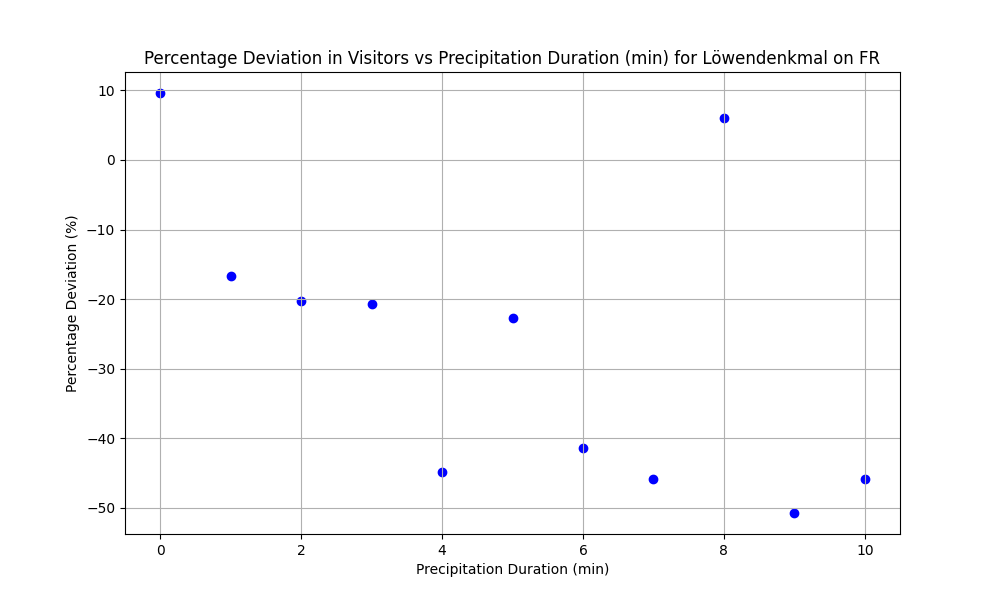 Percentage Deviation in Visitors vs Precipitation Duration (min) for Löwendenkmal on FR
10
0
−10
−20
−30
−40
−50
Percentage Deviation (%)
0 2 4 6 8 10
Precipitation Duration (min)